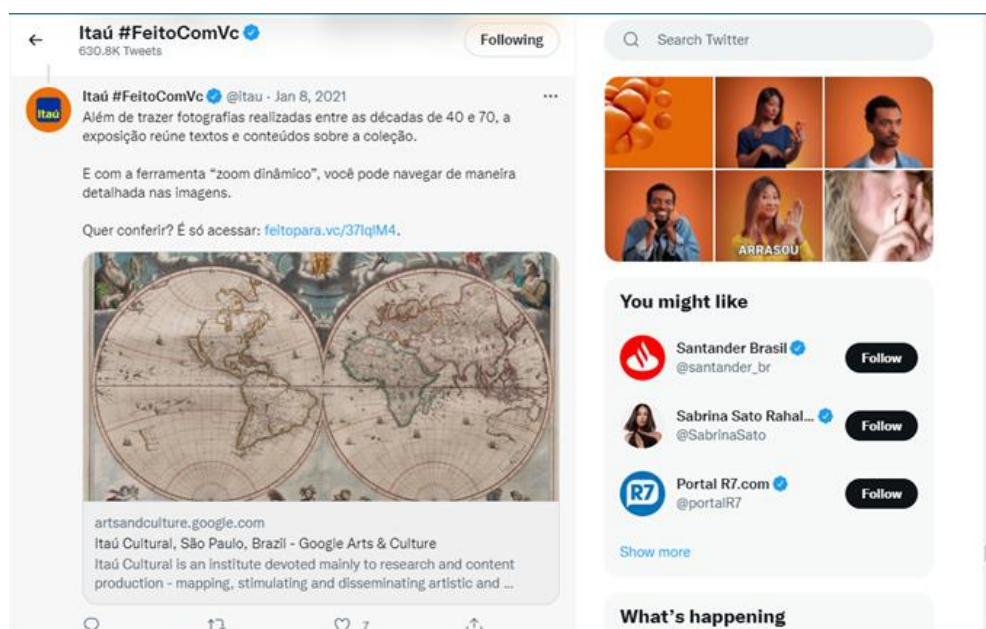 Itaú #FeitoComVc
630.8K Tweets
Following
Itaú
Itaú #FeitoComVc @itau · Jan 8, 2021
Além de trazer fotografias realizadas entre as décadas de 40 e 70, a
exposição reúne textos e conteúdos sobre a coleção.
E com a ferramenta “zoom dinâmico”, você pode navegar de maneira
detalhada nas imagens.
Quer conferir? É só acessar: feitopara.vc/37lqlM4.
artsandculture.google.com
Itaú Cultural, São Paulo, Brazil - Google Arts & Culture
Itaú Cultural is an institute devoted mainly to research and content
production - mapping, stimulating and disseminating artistic and ...
7
Search Twitter
ARRASOU
You might like
Santander Brasil
@santander_br
Follow
Sabrina Sato Rahal...
@SabrinaSato
Follow
R7
Portal R7.com
@portalR7
Follow
Show more
What’s happening